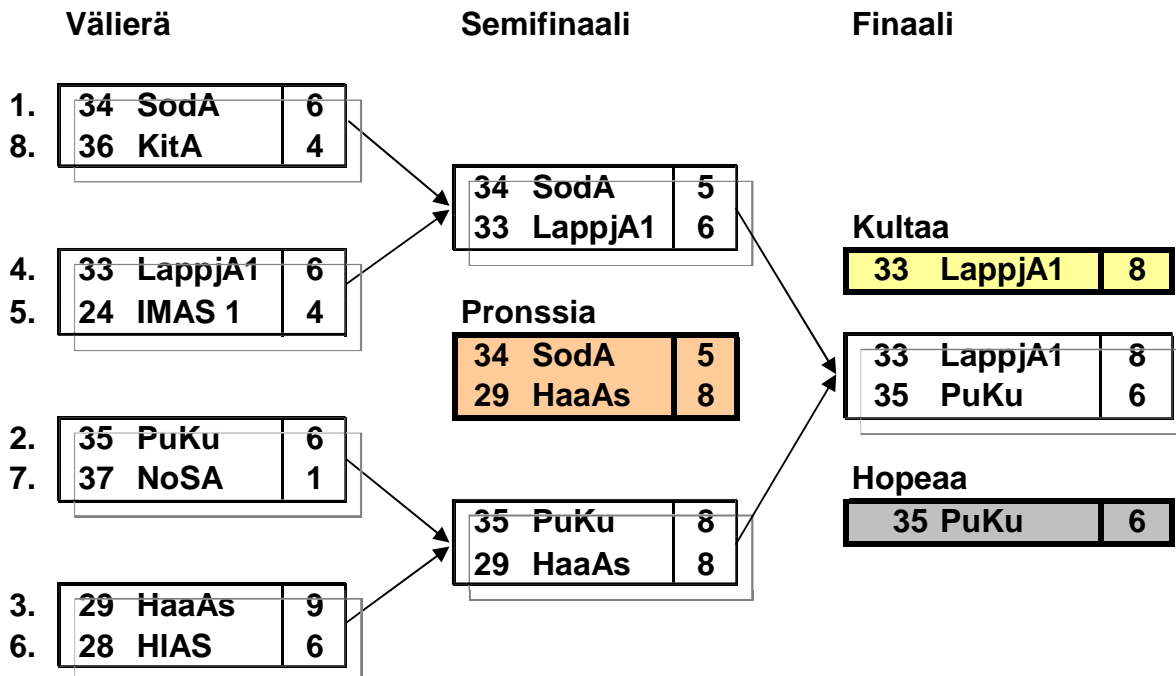 Välierä
1. 34 SodA 6
8. 36 KitA 4
4. 33 LappjA1 6
5. 24 IMAS 1 4
2. 35 PuKu 6
7. 37 NoSA 1
3. 29 HaaAs 9
6. 28 HIAS 6
Semifinaali
34 SodA 5
33 LappjA1 6
Pronssia
34 SodA 5
29 HaaAs 8
35 PuKu 8
29 HaaAs 8
Finaali
Kultaa
33 LappjA1 8
33 LappjA1 8
35 PuKu 6
Hopeaa
35 PuKu 6